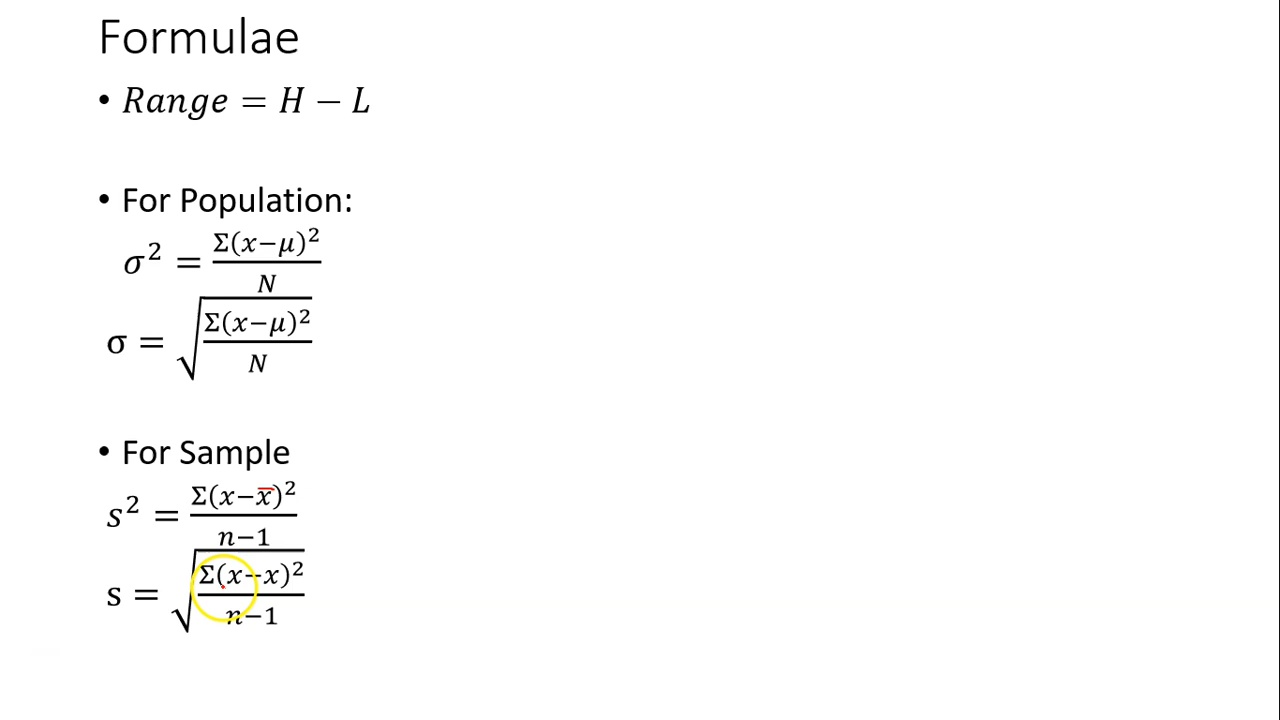 Formulae
• Range = H − L
• For Population:
σ² = Σ(x−μ)² / N
σ = √(Σ(x−μ)² / N)
• For Sample
s² = Σ(x−x̄)² / n−1
s = √(Σ(x−x)² / n−1)